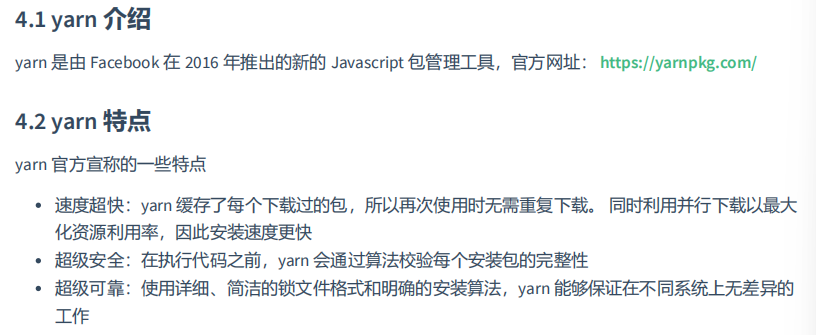 4.1 yarn 介绍
yarn 是由 Facebook 在 2016 年推出的新的 Javascript 包管理工具，官方网址： https://yarnpkg.com/
4.2 yarn 特点
yarn 官方宣称的一些特点
• 速度超快：yarn 缓存了每个下载过的包，所以再次使用时无需重复下载。 同时利用并行下载以最大
化资源利用率，因此安装速度更快
• 超级安全：在执行代码之前，yarn 会通过算法校验每个安装包的完整性
• 超级可靠：使用详细、简洁的锁文件格式和明确的安装算法，yarn 能够保证在不同系统上无差异的
工作